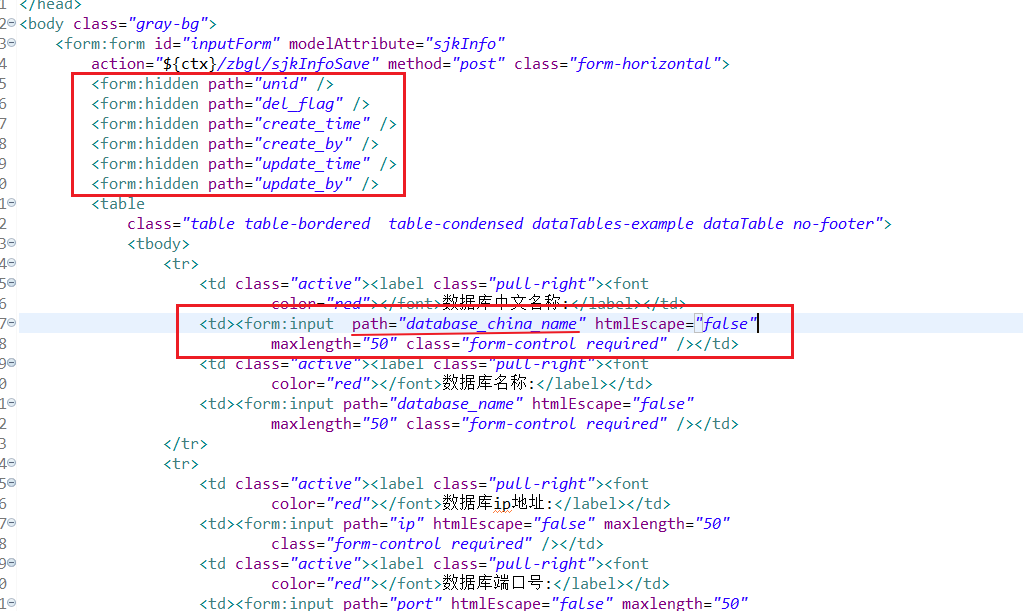 1 </head>
2 <body class="gray-bg">
3 <form:form id="inputForm" modelAttribute="sjkInfo"
4 action="${ctx}/zbgl/sjkInfoSave" method="post" class="form-horizontal">
5 <form:hidden path="unid" />
6 <form:hidden path="del_flag" />
7 <form:hidden path="create_time" />
8 <form:hidden path="create_by" />
9 <form:hidden path="update_time" />
0 <form:hidden path="update_by" />
1 <table
2 class="table table-bordered  table-condensed dataTables-example dataTable no-footer">
3 <tbody>
4 <tr>
5 <td class="active"><label class="pull-right"><font
6 color="red"></font>数据库中文名称:</label></td>
7 <td><form:input  path="database_china_name" htmlEscape="false"
8 maxlength="50" class="form-control required" /></td>
9 <td class="active"><label class="pull-right"><font
0 color="red"></font>数据库名称:</label></td>
1 <td><form:input path="database_name" htmlEscape="false"
2 maxlength="50" class="form-control required" /></td>
3 </tr>
4 <tr>
5 <td class="active"><label class="pull-right"><font
6 color="red"></font>数据库ip地址:</label></td>
7 <td><form:input path="ip" htmlEscape="false" maxlength="50"
8 class="form-control required" /></td>
9 <td class="active"><label class="pull-right"><font
0 color="red"></font>数据库端口号:</label></td>
1 <td><form:input path="port" htmlEscape="false" maxlength="50"